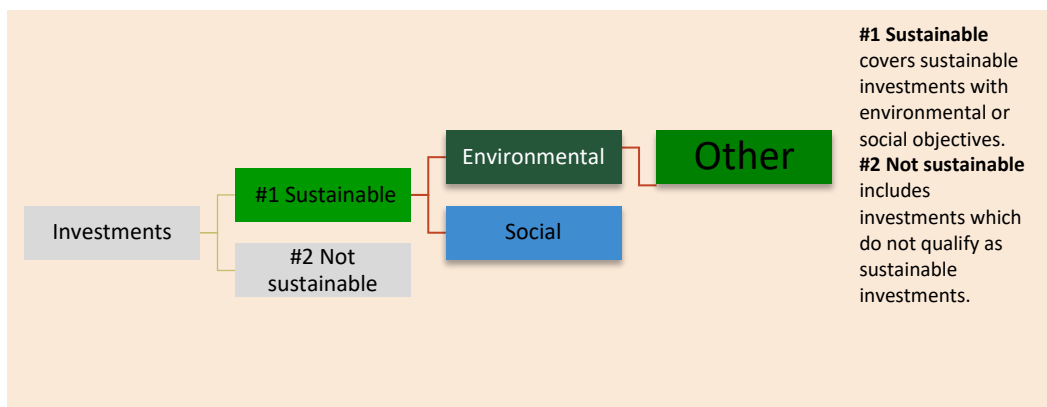 Investments
#1 Sustainable
#2 Not
sustainable
Environmental
Social
Other
#1 Sustainable
covers sustainable
investments with
environmental or
social objectives.
#2 Not sustainable
includes
investments which
do not qualify as
sustainable
investments.